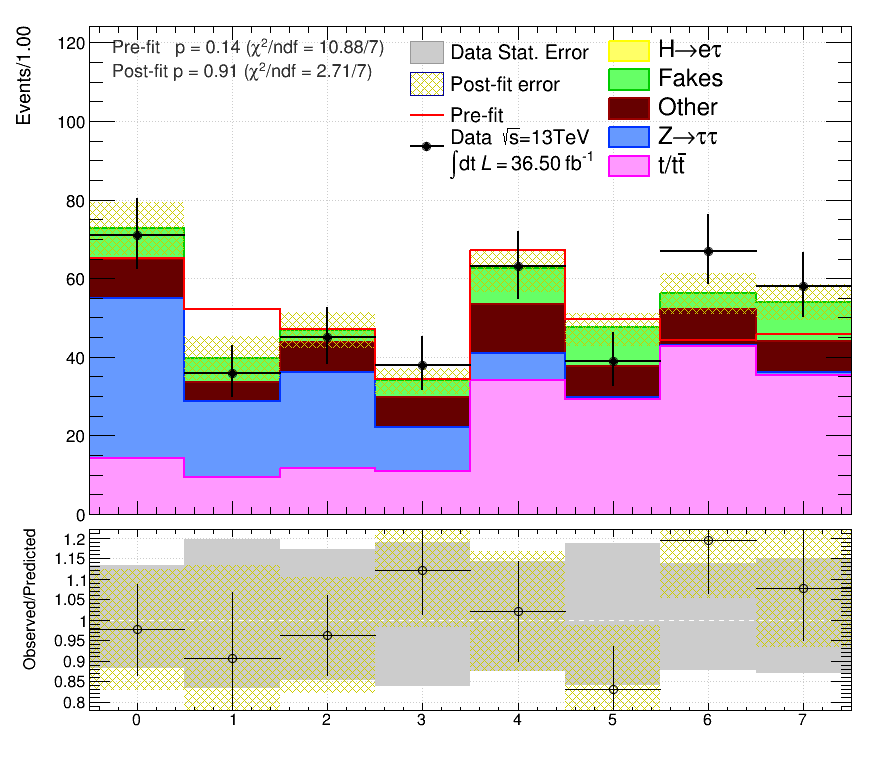 Events/1.00
120
100
80
60
40
20
0
Pre-fit p = 0.14 (χ²/ndf = 10.88/7)
Post-fit p = 0.91 (χ²/ndf = 2.71/7)
Data Stat. Error
Post-fit error
Pre-fit
Data √s=13TeV
∫dt L = 36.50 fb⁻¹
H→eτ
Fakes
Other
Z→ττ
t/tt̄
Observed/Predicted
1.2
1.15
1.1
1.05
1
0.95
0.9
0.85
0.8
0 1 2 3 4 5 6 7